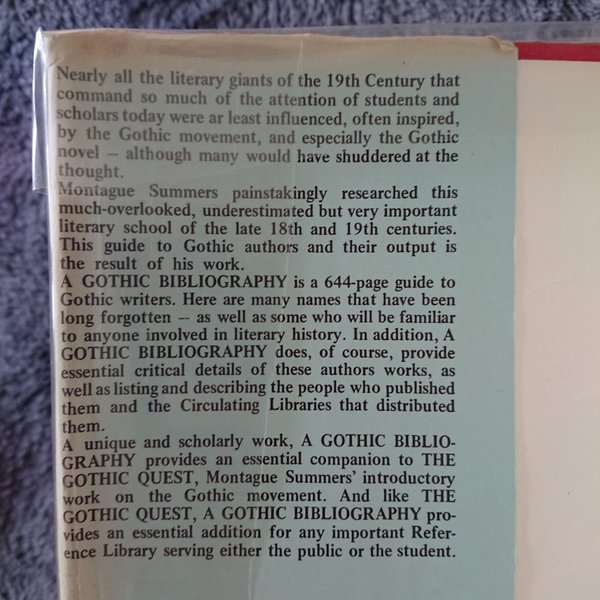 Nearly all the literary giants of the 19th Century that
command so much of the attention of students and
scholars today were ar least influenced, often inspired,
by the Gothic movement, and especially the Gothic
novel – although many would have shuddered at the
thought.
Montague Summers painstakingly researched this
much-overlooked, underestimated but very important
literary school of the late 18th and 19th centuries.
This guide to Gothic authors and their output is
the result of his work.
A GOTHIC BIBLIOGRAPHY is a 644-page guide to
Gothic writers. Here are many names that have been
long forgotten – as well as some who will be familiar
to anyone involved in literary history. In addition, A
GOTHIC BIBLIOGRAPHY does, of course, provide
essential critical details of these authors works, as
well as listing and describing the people who published
them and the Circulating Libraries that distributed
them.
A unique and scholarly work, A GOTHIC BIBLIO-
GRAPHY provides an essential companion to THE
GOTHIC QUEST, Montague Summers' introductory
work on the Gothic movement. And like THE
GOTHIC QUEST, A GOTHIC BIBLIOGRAPHY pro-
vides an essential addition for any important Refer-
ence Library serving either the public or the student.